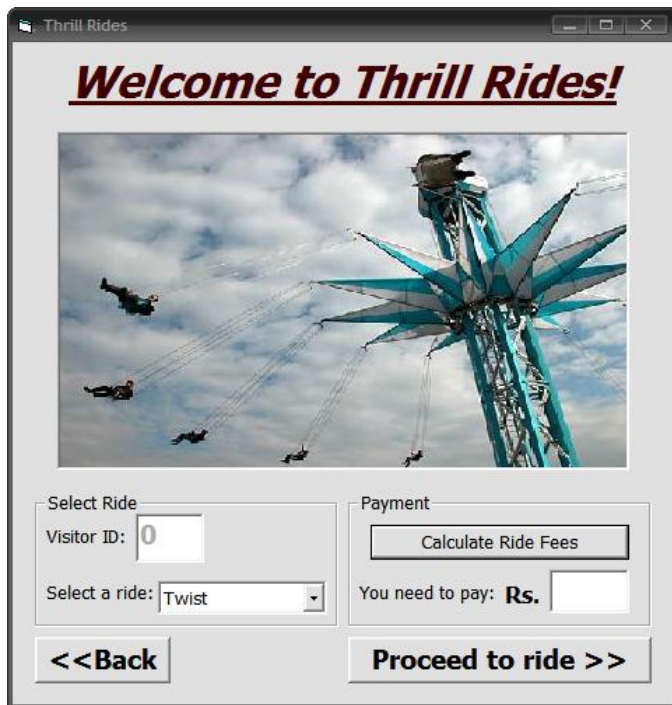 Thrill Rides
Welcome to Thrill Rides!
Select Ride
Visitor ID: 0
Select a ride: Twist
Payment
Calculate Ride Fees
You need to pay: Rs.
<<Back
Proceed to ride >>